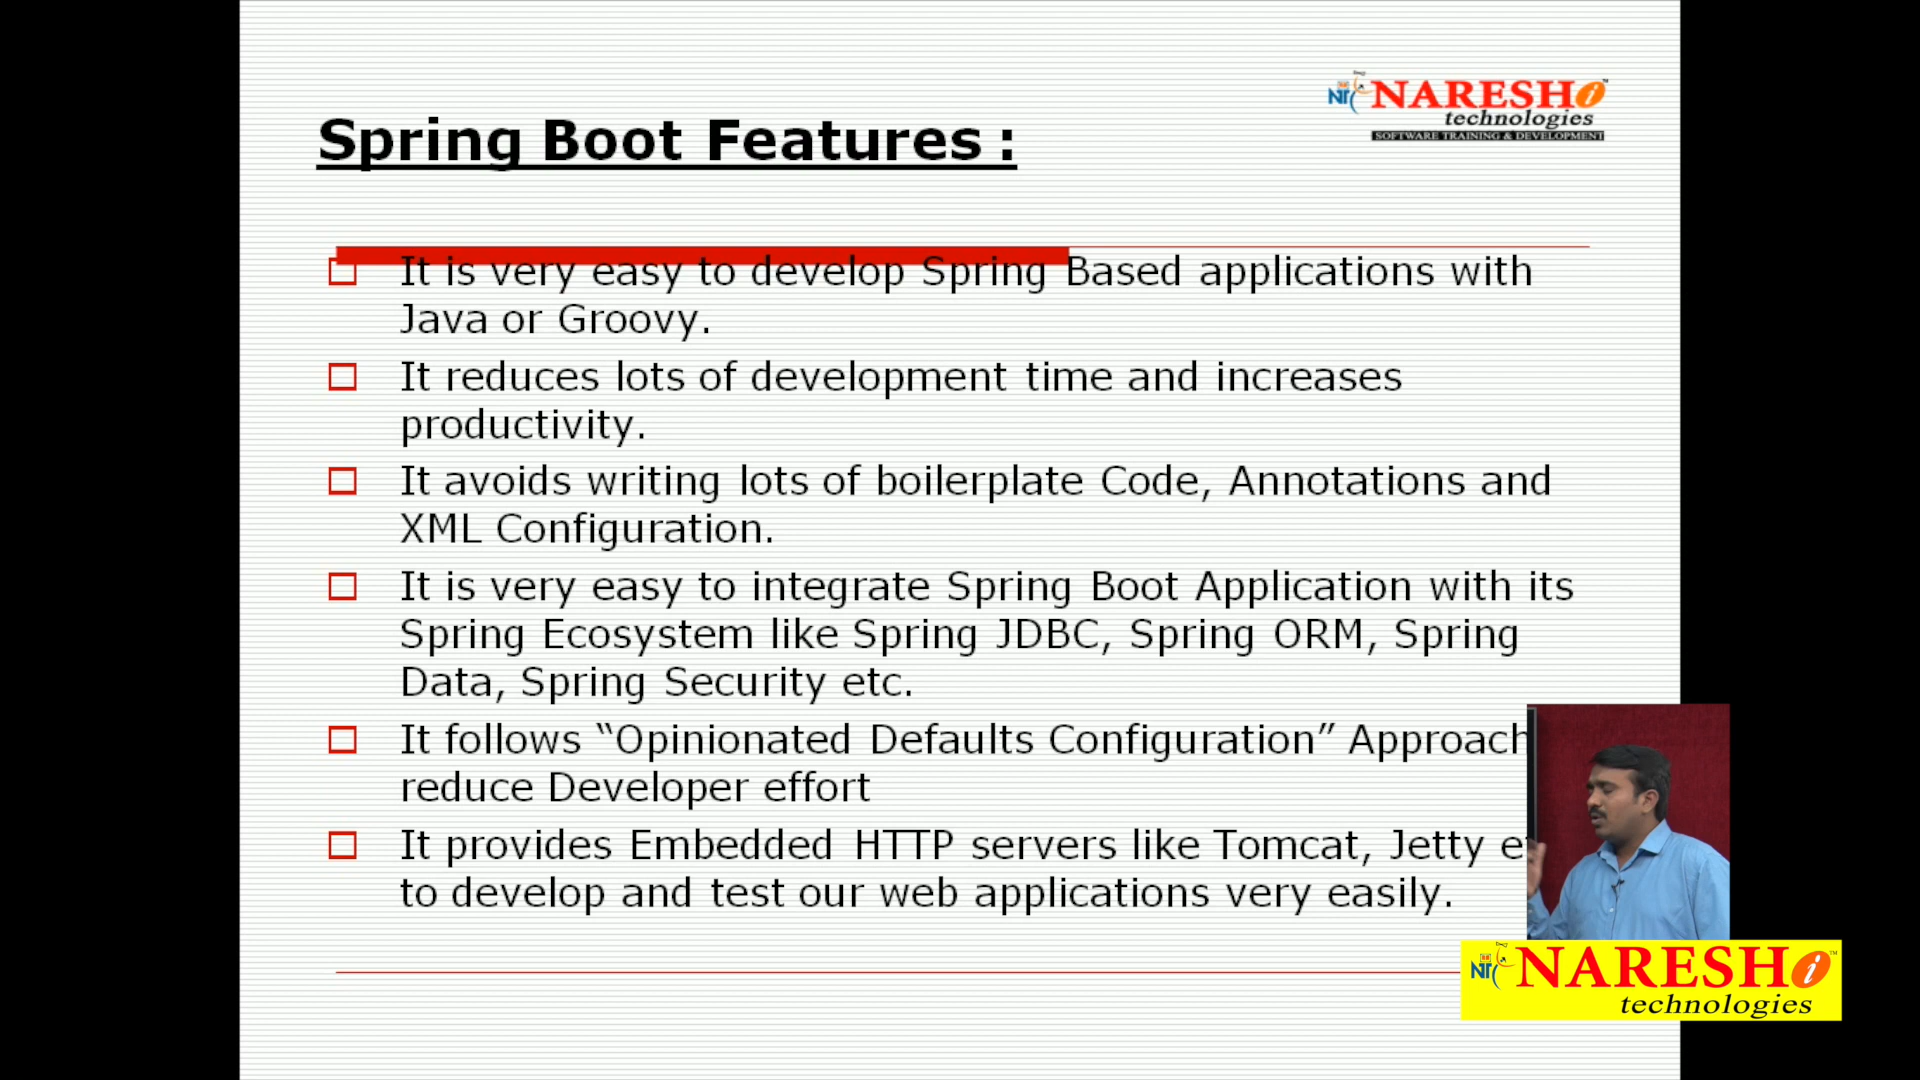 NARESHi
technologies
SOFTWARE TRAINING & DEVELOPMENT
Spring Boot Features :
It is very easy to develop Spring Based applications with
Java or Groovy.
It reduces lots of development time and increases
productivity.
It avoids writing lots of boilerplate Code, Annotations and
XML Configuration.
It is very easy to integrate Spring Boot Application with its
Spring Ecosystem like Spring JDBC, Spring ORM, Spring
Data, Spring Security etc.
It follows “Opinionated Defaults Configuration” Approach
reduce Developer effort
It provides Embedded HTTP servers like Tomcat, Jetty
to develop and test our web applications very easily.
NARESHi
technologies